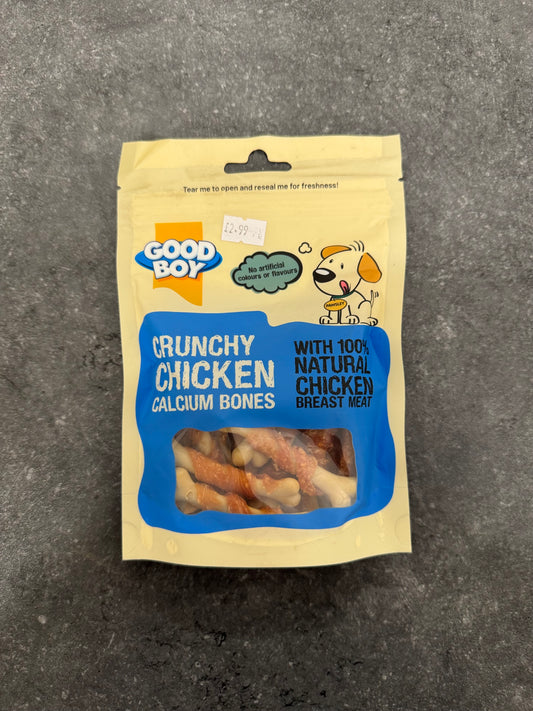 Tear me to open and reseal me for freshness!
£2.99
GOOD
BOY
No artificial
colours or flavours
PAWSLEY
CRUNCHY
CHICKEN
CALCIUM BONES
WITH 100%
NATURAL
CHICKEN
BREAST MEAT